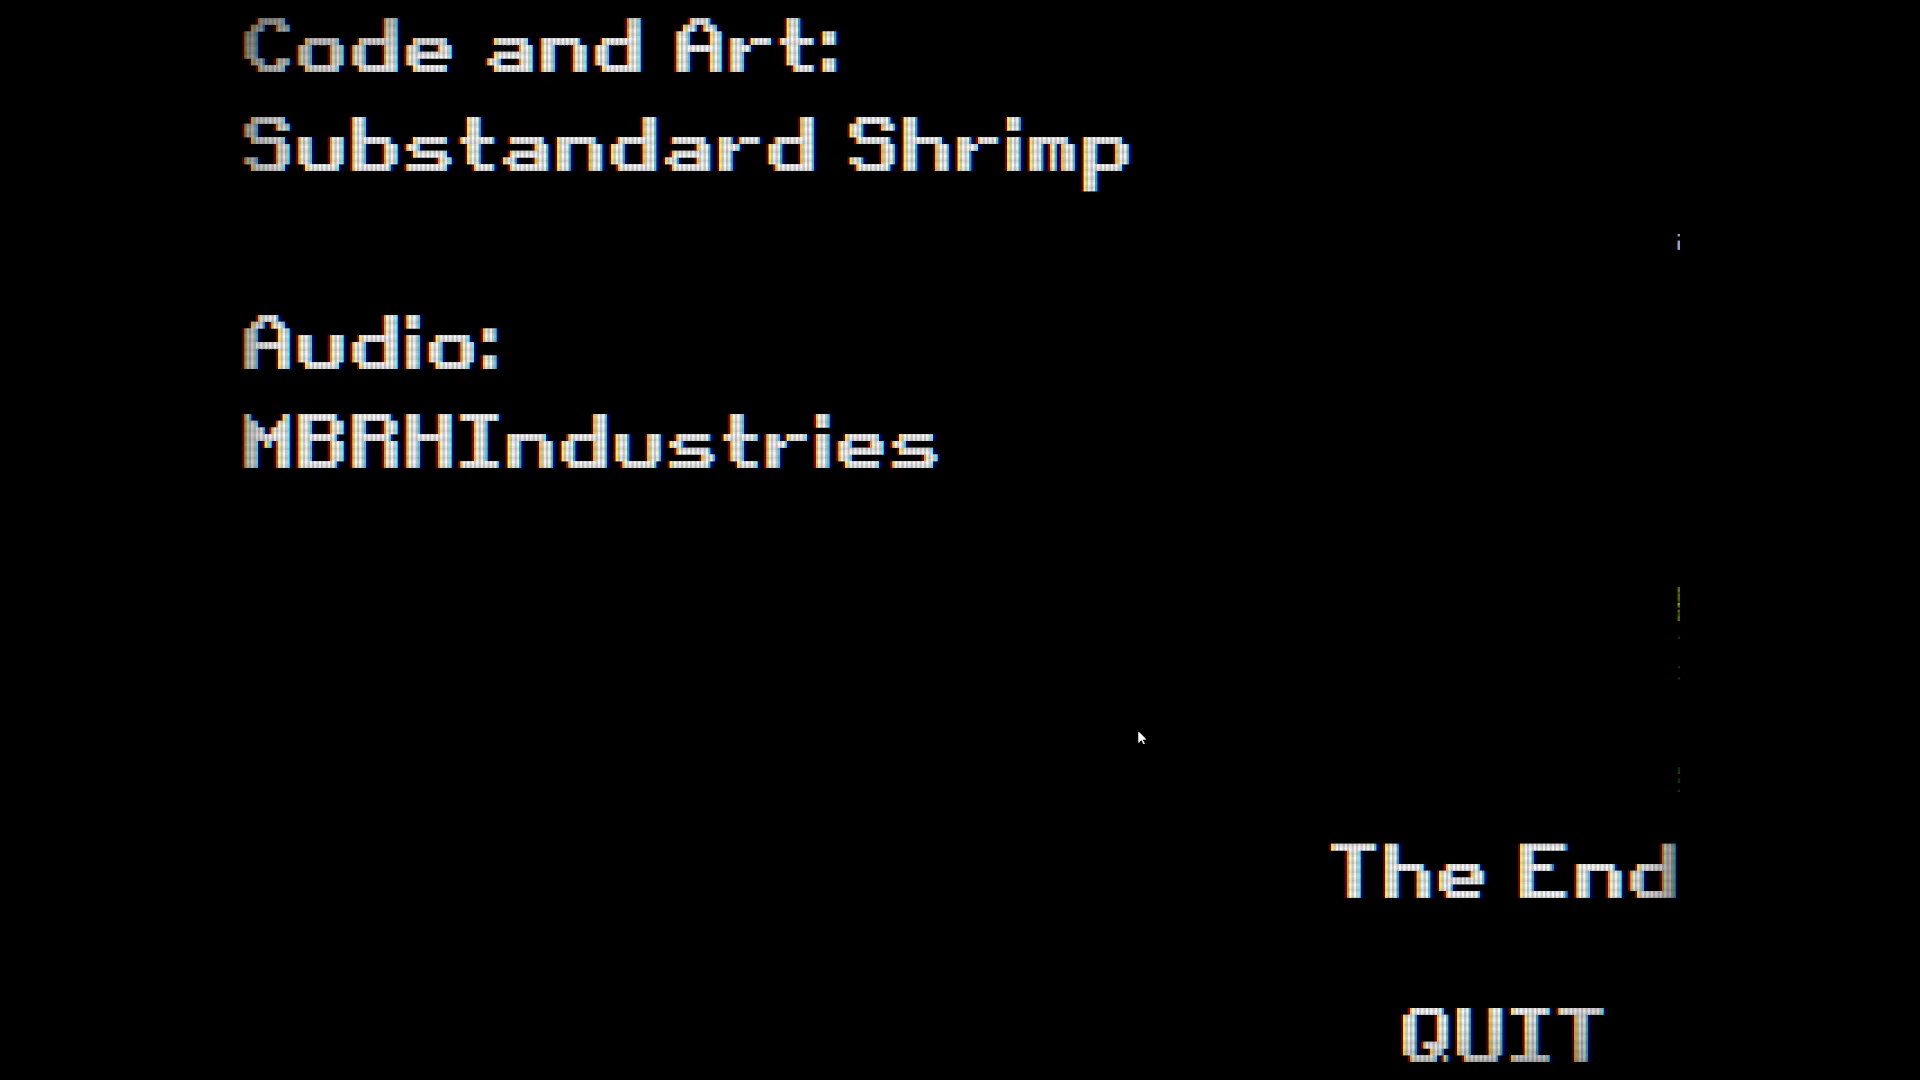 Code and Art:
Substandard Shrimp
Audio:
MBRHIndustries
The End
QUIT